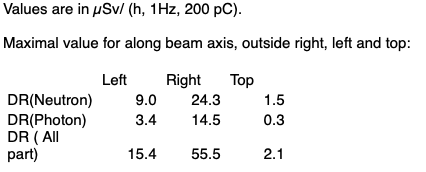 Values are in µSv/ (h, 1Hz, 200 pC).
Maximal value for along beam axis, outside right, left and top:
Left Right Top
DR(Neutron) 9.0 24.3 1.5
DR(Photon) 3.4 14.5 0.3
DR ( All
part) 15.4 55.5 2.1